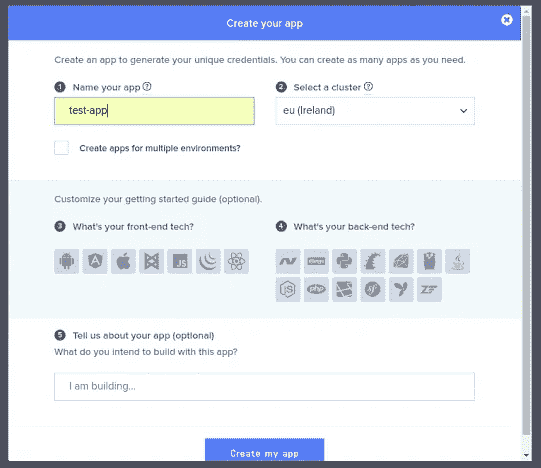 Create your app
Create an app to generate your unique credentials. You can create as many apps as you need.
1 Name your app ?
2 Select a cluster ?
test-app
eu (Ireland)
Create apps for multiple environments?
Customize your getting started guide (optional).
3 What's your front-end tech?
4 What's your back-end tech?
JS
php
ZF
5 Tell us about your app (optional)
What do you intend to build with this app?
I am building...
Create my app